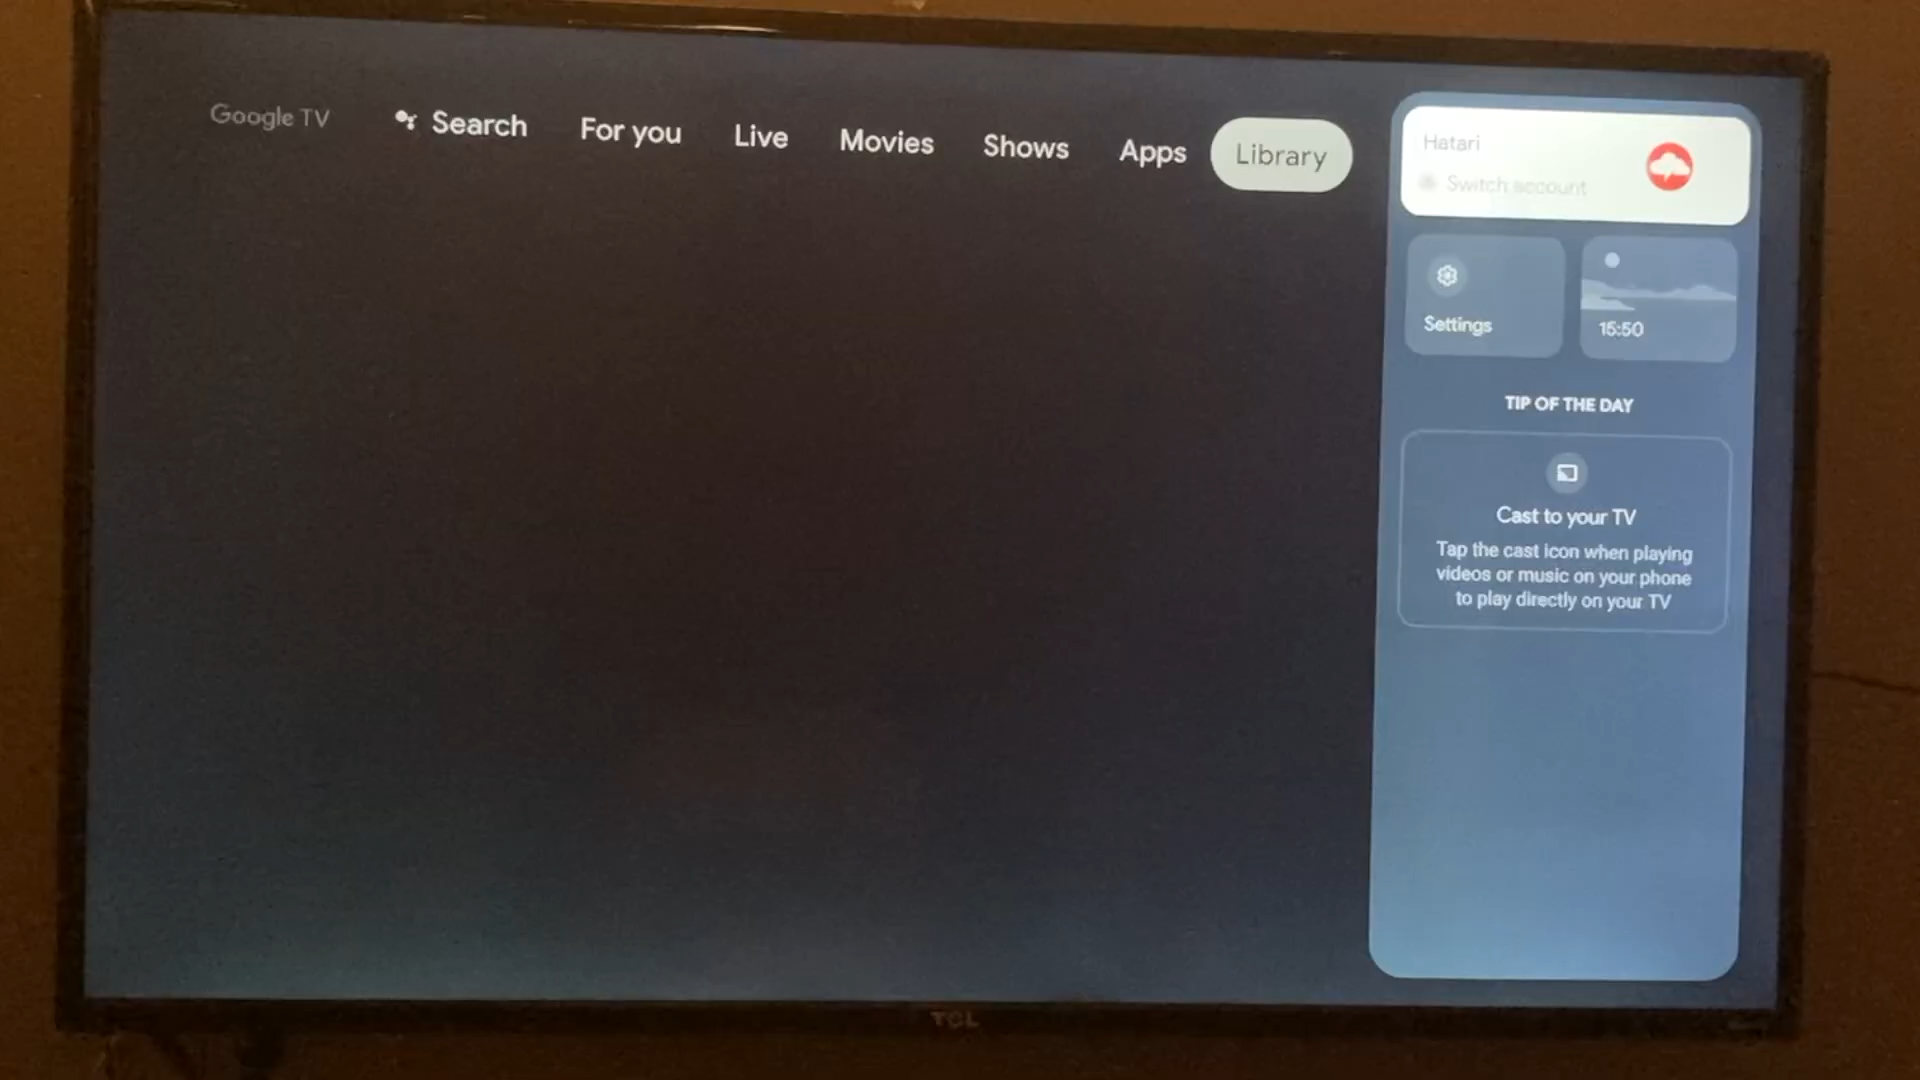 Google TV
Search
For you
Live
Movies
Shows
Apps
Library
Hatari
Switch account
Settings
15:50
TIP OF THE DAY
Cast to your TV
Tap the cast icon when playing
videos or music on your phone
to play directly on your TV
TCL